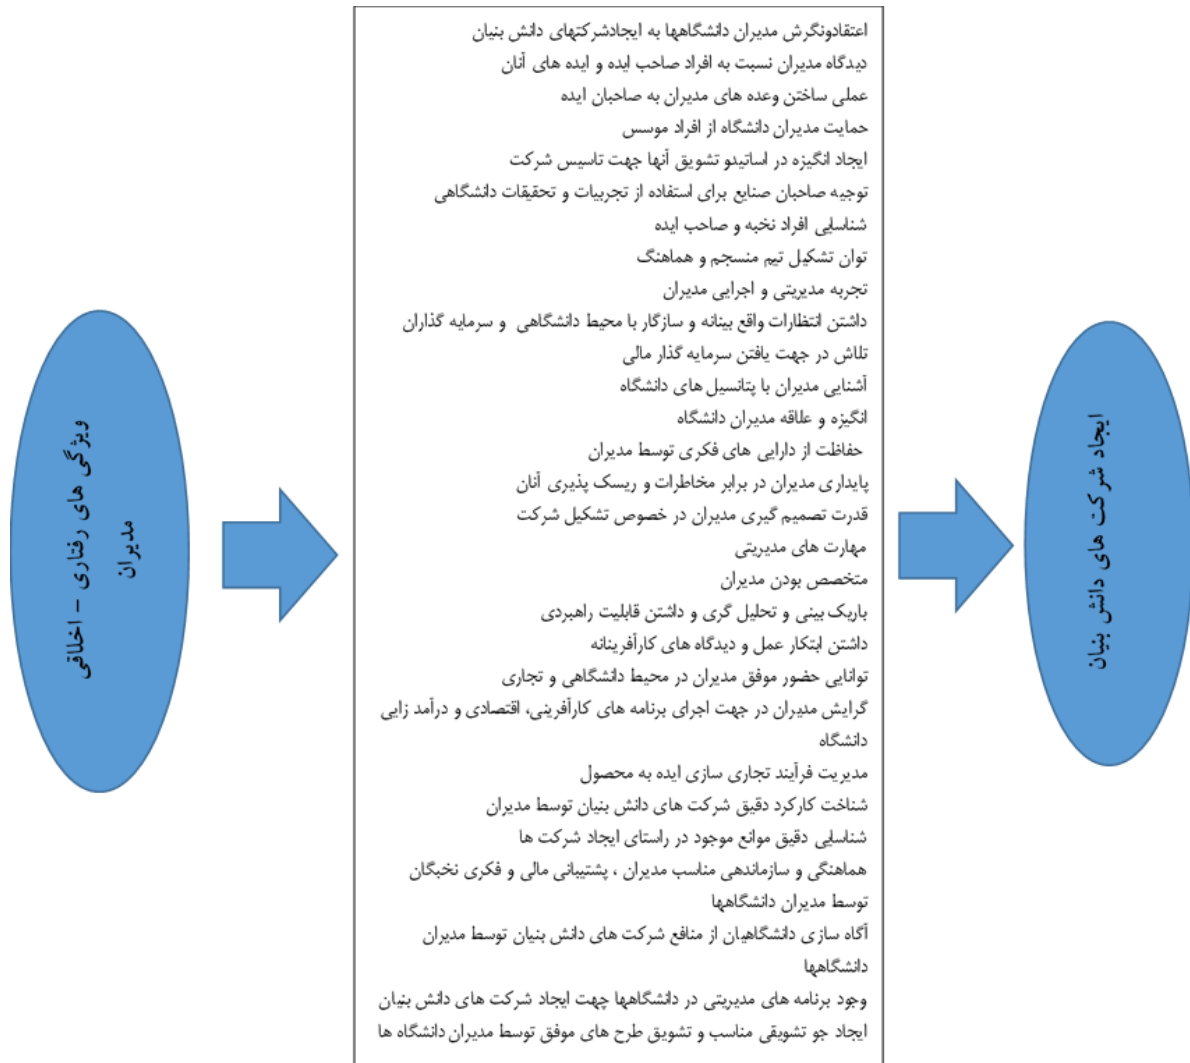 اعتقادونگرش مدیران دانشگاهها به ایجادشرکتهای دانش بنیان
دیدگاه مدیران نسبت به افراد صاحب ایده و ایده های آنان
عملی ساختن وعده های مدیران به صاحبان ایده
حمایت مدیران دانشگاه از افراد موسس
ایجاد انگیزه در اساتیدو تشویق آنها جهت تاسیس شرکت
توجیه صاحبان صنایع برای استفاده از تجربیات و تحقیقات دانشگاهی
شناسایی افراد نخبه و صاحب ایده
توان تشکیل تیم منسجم و هماهنگ
تجربه مدیریتی و اجرایی مدیران
داشتن انتظارات واقع بینانه و سازگار با محیط دانشگاهی و سرمایه گذاران
تلاش در جهت یافتن سرمایه گذار مالی
آشنایی مدیران با پتانسیل های دانشگاه
انگیزه و علاقه مدیران دانشگاه
حفاظت از دارایی های فکری توسط مدیران
پایداری مدیران در برابر مخاطرات و ریسک پذیری آنان
قدرت تصمیم گیری مدیران در خصوص تشکیل شرکت
مهارت های مدیریتی
متخصص بودن مدیران
باریک بینی و تحلیل گری و داشتن قابلیت راهبردی
داشتن ابتکار عمل و دیدگاه های کارآفرینانه
توانایی حضور موفق مدیران در محیط دانشگاهی و تجاری
گرایش مدیران در جهت اجرای برنامه های کارآفرینی، اقتصادی و درآمد زایی
دانشگاه
مدیریت فرآیند تجاری سازی ایده به محصول
شناخت کارکرد دقیق شرکت های دانش بنیان توسط مدیران
شناسایی دقیق موانع موجود در راستای ایجاد شرکت ها
هماهنگی و سازماندهی مناسب مدیران ، پشتیبانی مالی و فکری نخبگان
توسط مدیران دانشگاهها
آگاه سازی دانشگاهیان از منافع شرکت های دانش بنیان توسط مدیران
دانشگاهها
وجود برنامه های مدیریتی در دانشگاهها چهت ایجاد شرکت های دانش بنیان
ایجاد جو تشویقی مناسب و تشویق طرح های موفق توسط مدیران دانشگاه ها
ویژگی های رفتاری – اخلاقی
مدیران
ایجاد شرکت های دانش بنیان